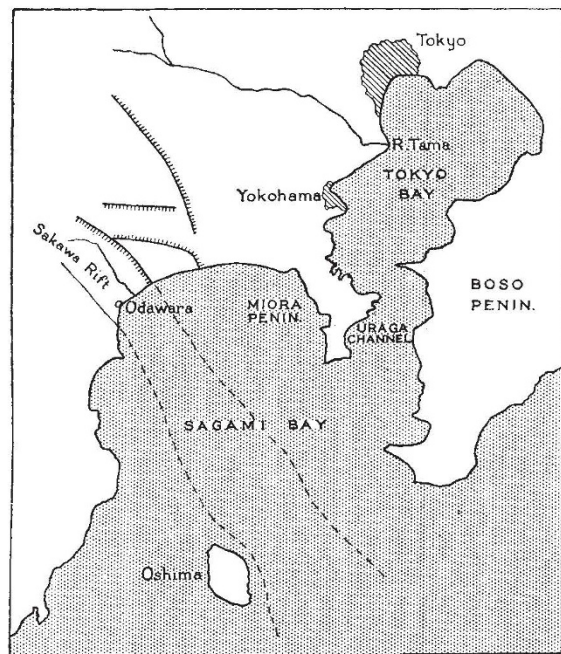 Tokyo
R. Tama
TOKYO
BAY
Yokohama
Sakawa Rift
Odawara
MIORA
PENIN.
URAGA
CHANNEL
BOSO
PENIN.
SAGAMI BAY
Oshima